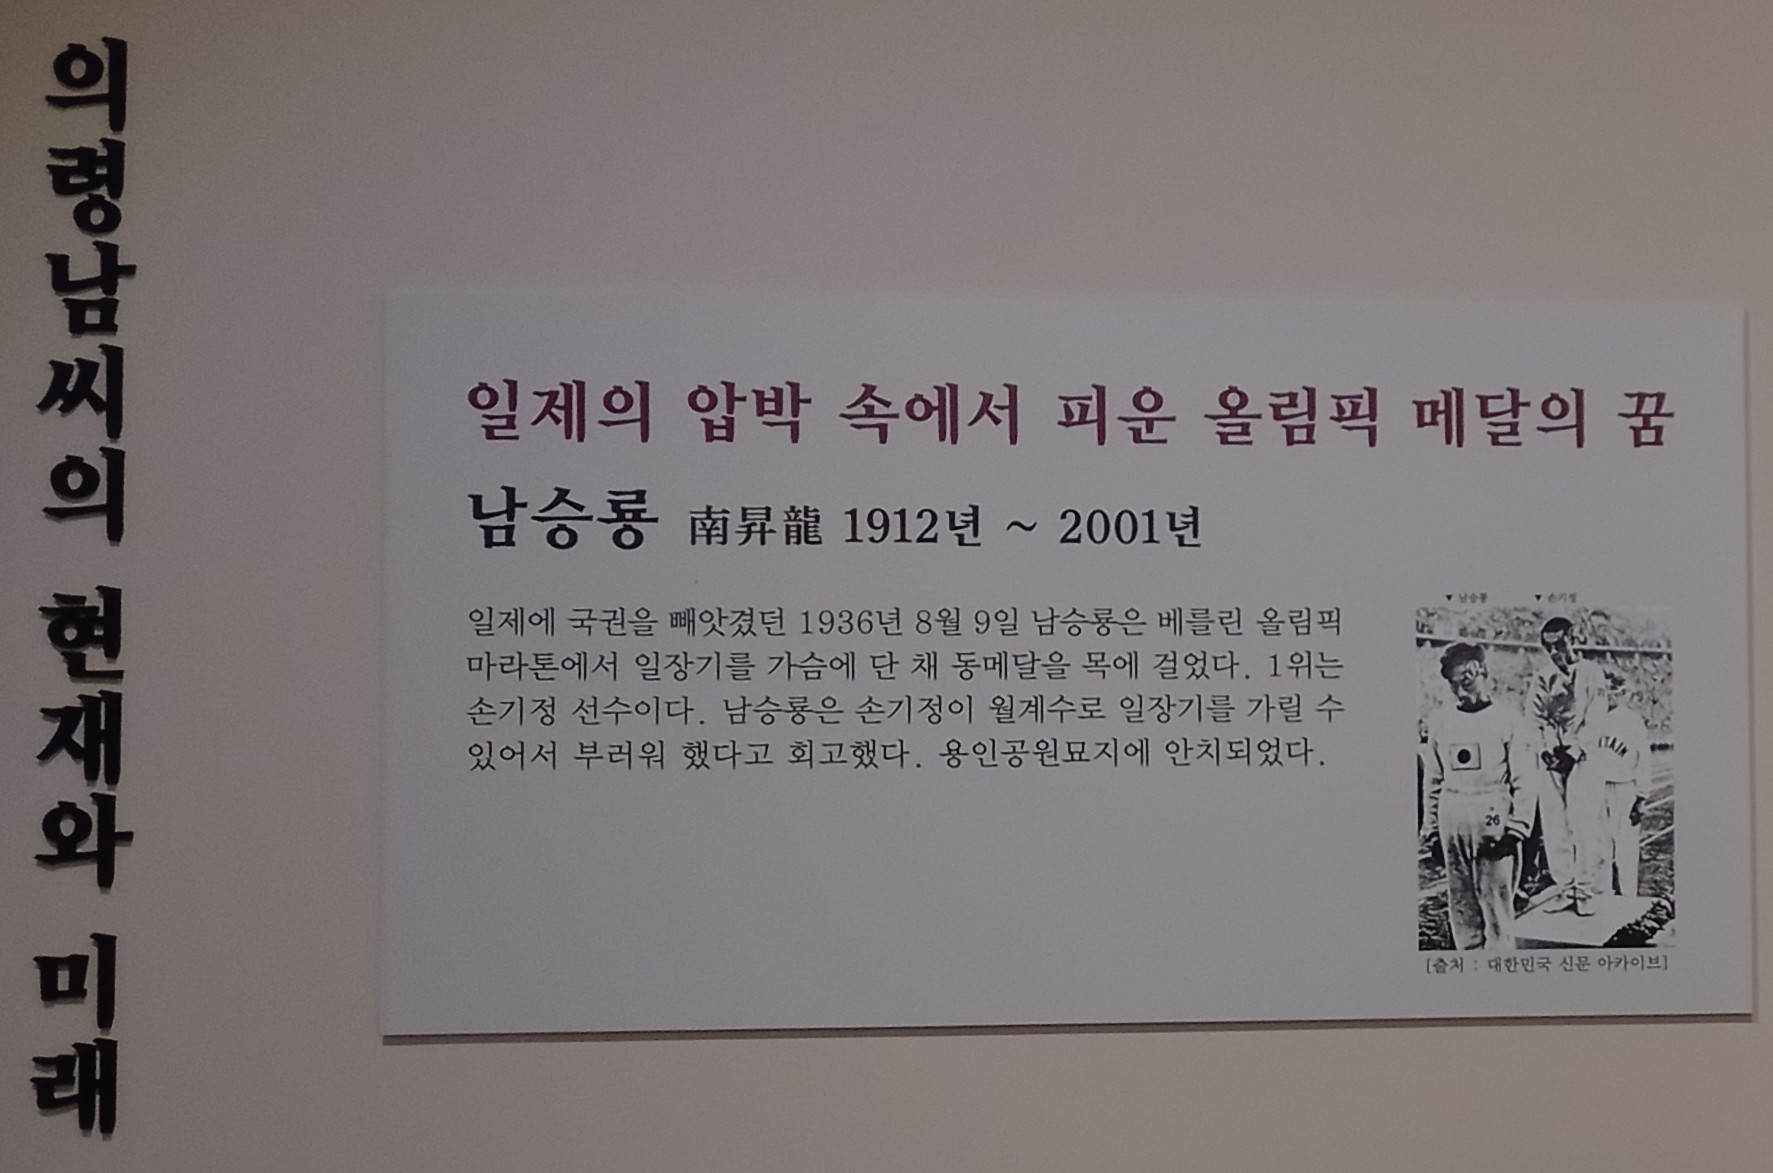 의령남씨의 현재와 미래
일제의 압박 속에서 피운 올림픽 메달의 꿈
남승룡 南昇龍 1912년 ~ 2001년
일제에 국권을 빼앗겼던 1936년 8월 9일 남승룡은 베를린 올림픽
마라톤에서 일장기를 가슴에 단 채 동메달을 목에 걸었다. 1위는
손기정 선수이다. 남승룡은 손기정이 월계수로 일장기를 가릴 수
있어서 부러워 했다고 회고했다. 용인공원묘지에 안치되었다.
▼ 남승룡 ▼ 손기정
26
[출처 : 대한민국 신문 아카이브]